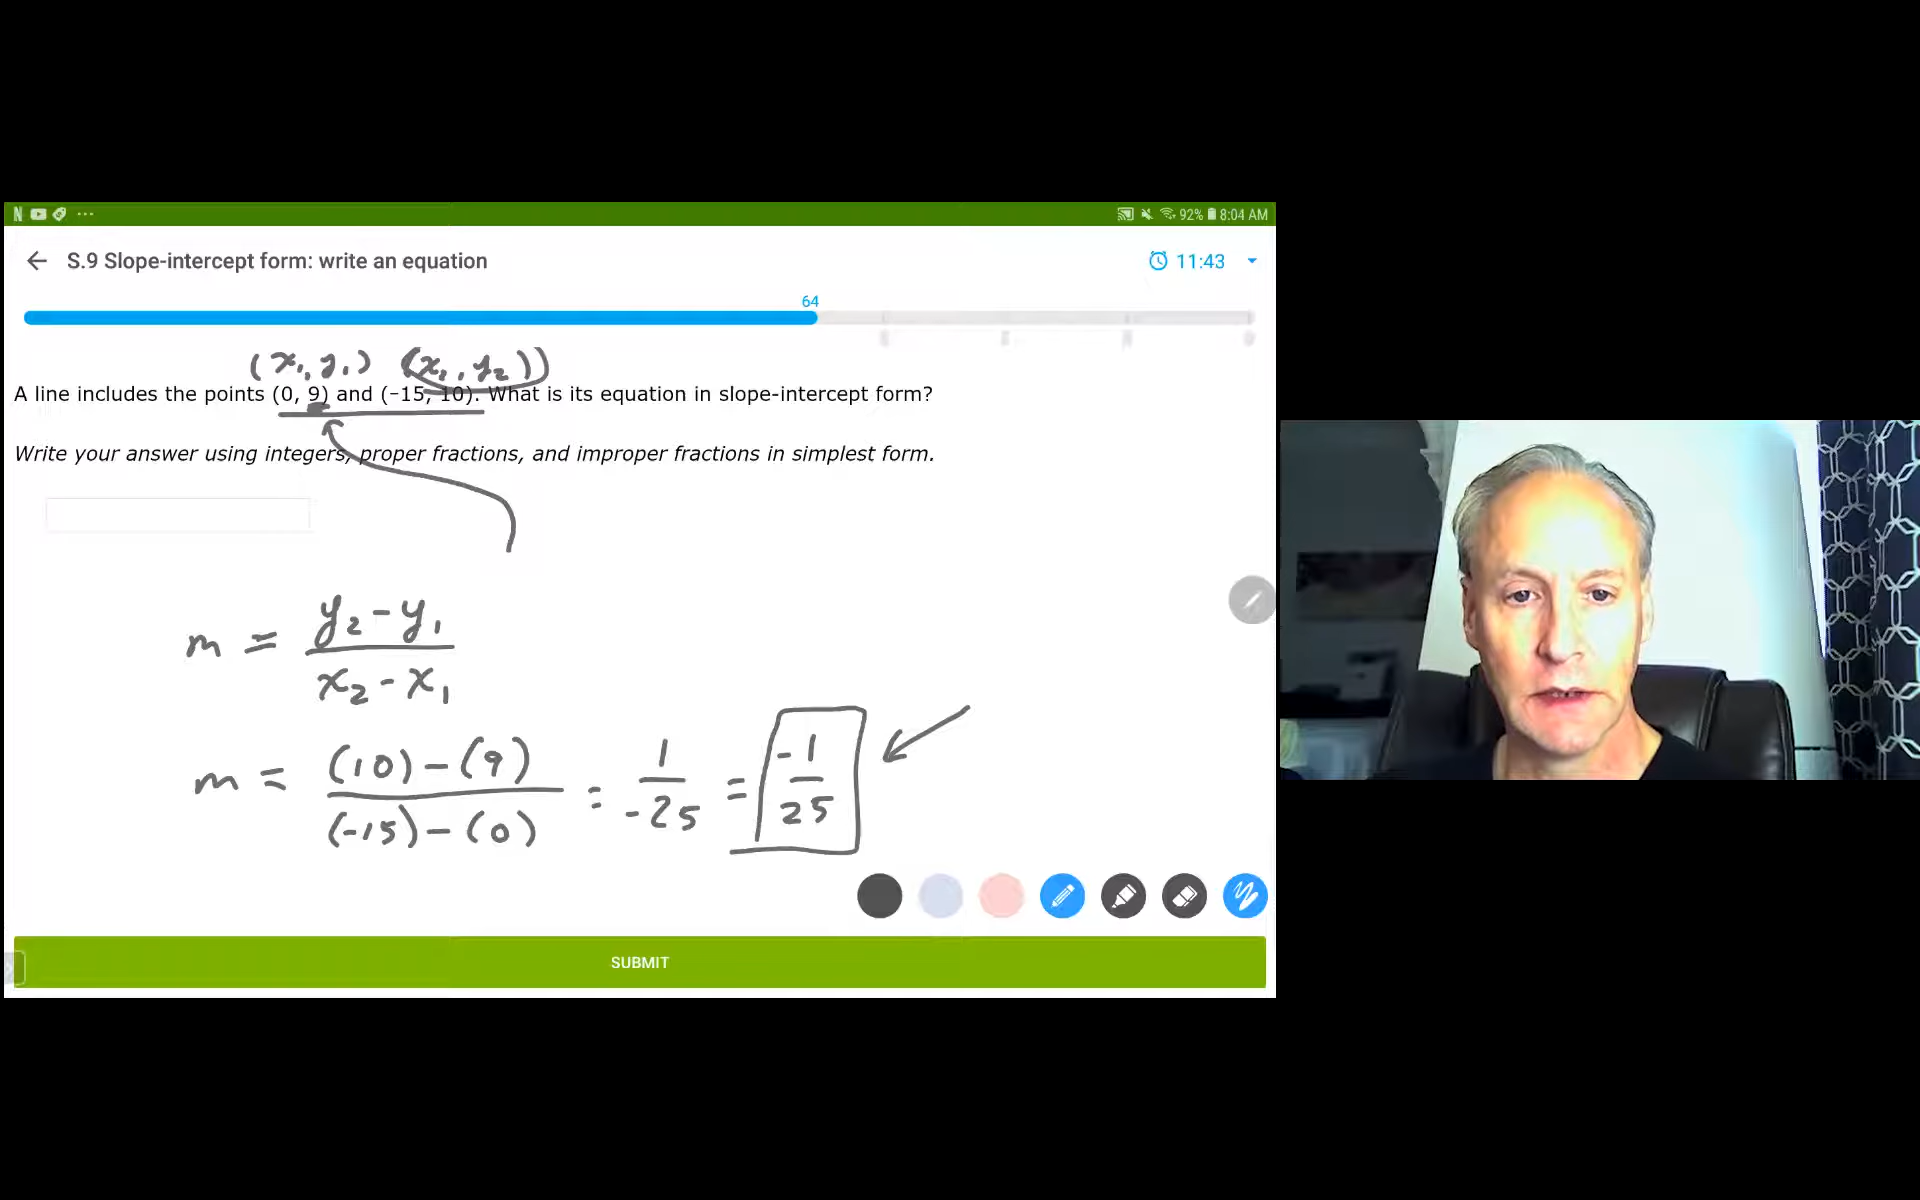 92% 8:04 AM
S.9 Slope-intercept form: write an equation
11:43
64
(x₁, y₁) (x₁, y₂))
A line includes the points (0, 9) and (-15, 10). What is its equation in slope-intercept form?
Write your answer using integers, proper fractions, and improper fractions in simplest form.
m = y₂ - y₁
x₂ - x₁
m = (10) - (9) = 1 = -1
(-15) - (0) -25 25
SUBMIT